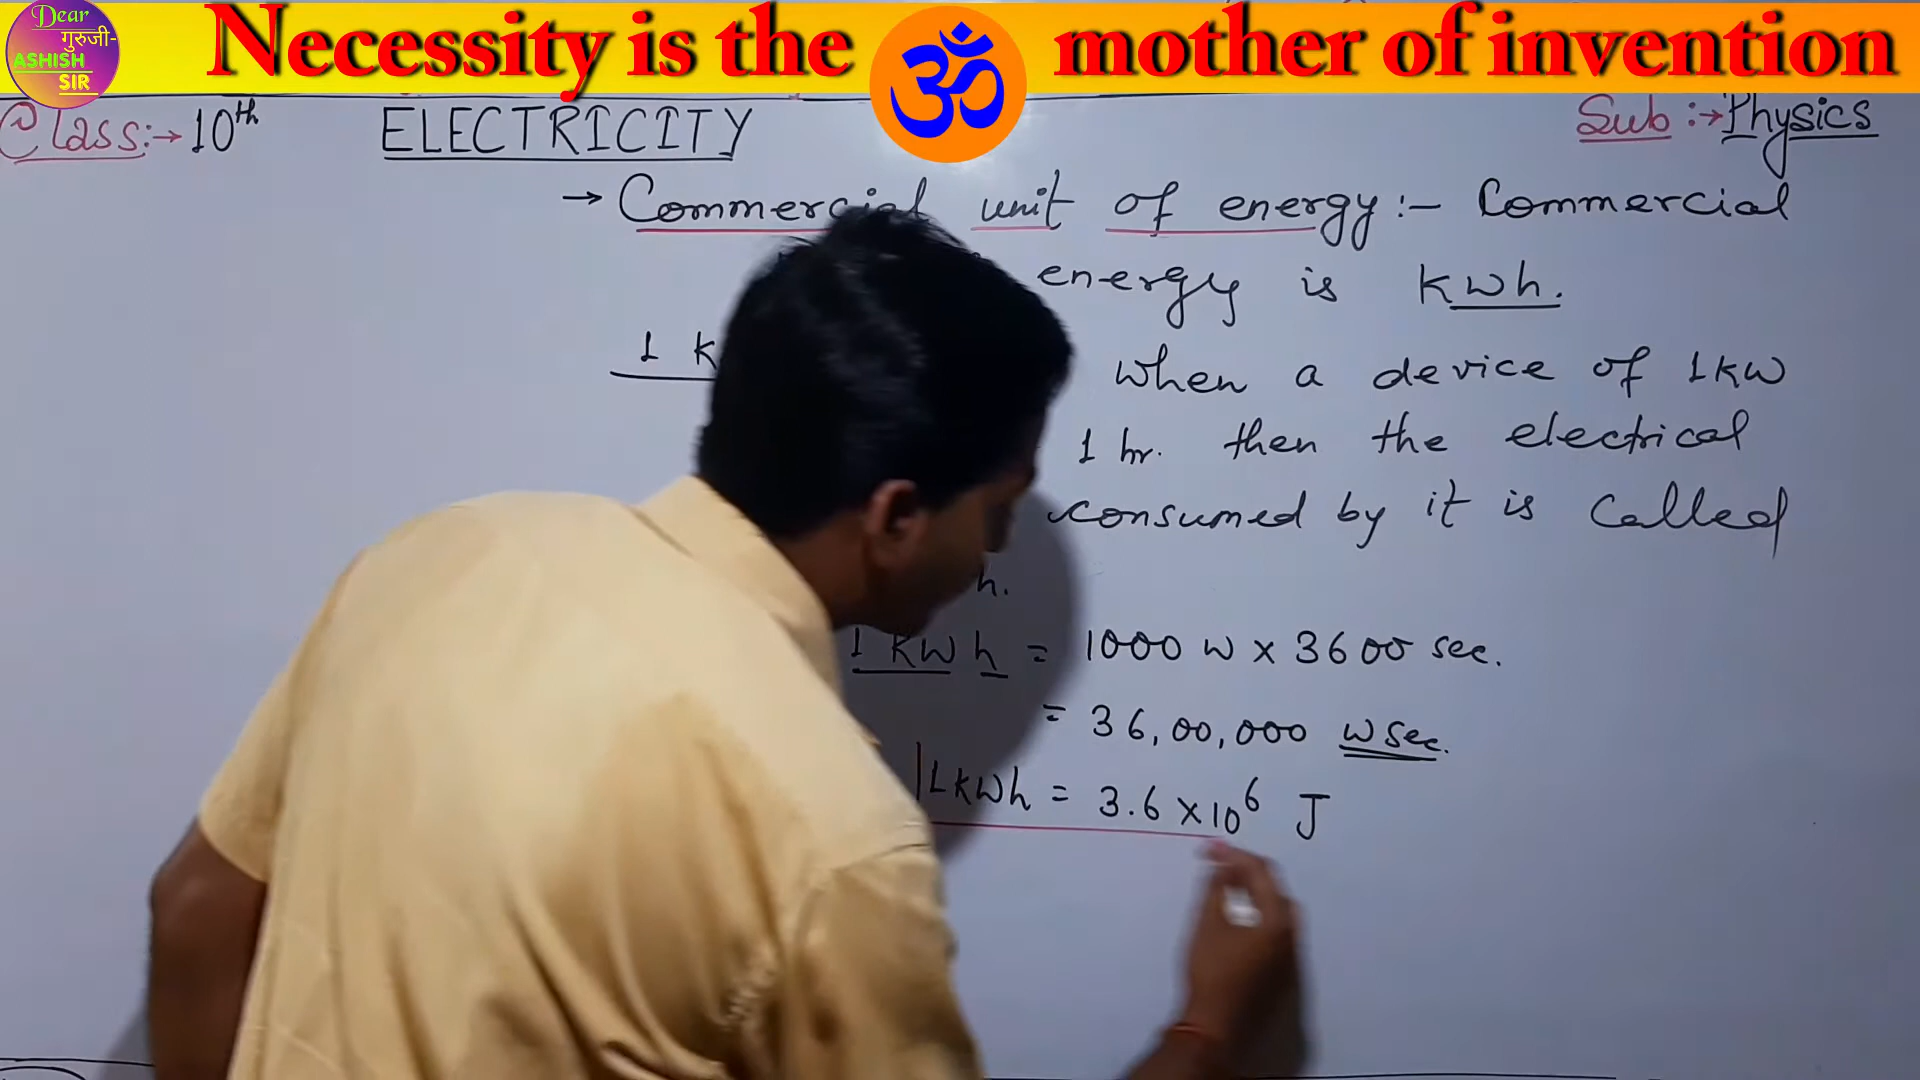 Dear
गुरुजी-
ASHISH
SIR
Necessity is the ॐ mother of invention
Class:→ 10th ELECTRICITY Sub:→ Physics
→ Commercial unit of energy:- Commercial
energy is kwh.
1 k when a device of 1kw
1 hr. then the electrical
consumed by it is called
h.
1 kwh = 1000 w x 3600 sec.
= 36,00,000 w sec.
1kwh = 3.6 x 10⁶ J